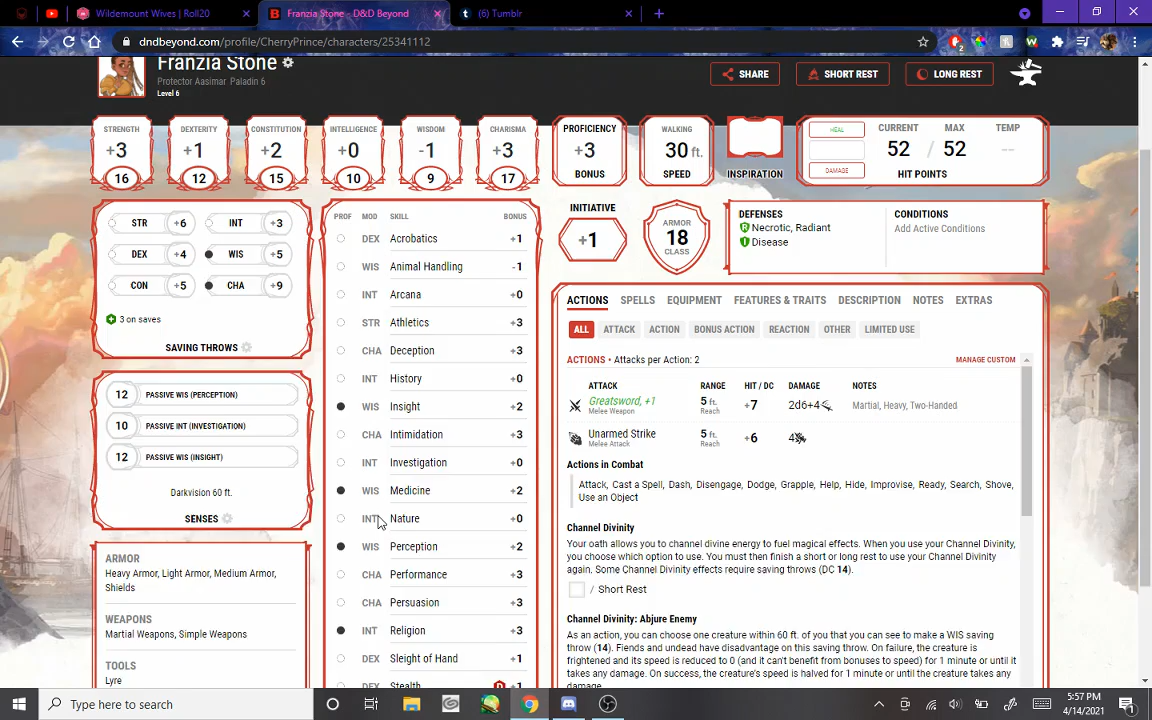 Wildemount Wives | Roll20
Franzia Stone - D&D Beyond
(6) Tumblr
dndbeyond.com/profile/CherryPrince/characters/25341112
Franzia Stone
Protector Aasimar Paladin 6
Level 6
SHARE
SHORT REST
LONG REST
STRENGTH
+3
16
DEXTERITY
+1
12
CONSTITUTION
+2
15
INTELLIGENCE
+0
10
WISDOM
-1
9
CHARISMA
+3
17
PROFICIENCY
+3
BONUS
WALKING
30 ft.
SPEED
INSPIRATION
HEAL
DAMAGE
CURRENT MAX TEMP
52 / 52 --
HIT POINTS
STR +6 INT +3
DEX +4 WIS +5
CON +5 CHA +9
3 on saves
SAVING THROWS
12 PASSIVE WIS (PERCEPTION)
10 PASSIVE INT (INVESTIGATION)
12 PASSIVE WIS (INSIGHT)
Darkvision 60 ft.
SENSES
ARMOR
Heavy Armor, Light Armor, Medium Armor,
Shields
WEAPONS
Martial Weapons, Simple Weapons
TOOLS
Lyre
PROF MOD SKILL BONUS
DEX Acrobatics +1
WIS Animal Handling -1
INT Arcana +0
STR Athletics +3
CHA Deception +3
INT History +0
WIS Insight +2
CHA Intimidation +3
INT Investigation +0
WIS Medicine +2
INT Nature +0
WIS Perception +2
CHA Performance +3
CHA Persuasion +3
INT Religion +3
DEX Sleight of Hand +1
DEX Stealth +1
INITIATIVE
+1
ARMOR
18
CLASS
DEFENSES
Necrotic, Radiant
Disease
CONDITIONS
Add Active Conditions
ACTIONS SPELLS EQUIPMENT FEATURES & TRAITS DESCRIPTION NOTES EXTRAS
ALL ATTACK ACTION BONUS ACTION REACTION OTHER LIMITED USE
ACTIONS • Attacks per Action: 2
MANAGE CUSTOM
ATTACK RANGE HIT / DC DAMAGE NOTES
Greatsword, +1 5 ft. +7 2d6+4 Martial, Heavy, Two-Handed
Melee Weapon Reach
Unarmed Strike 5 ft. +6 4
Melee Attack Reach
Actions in Combat
Attack, Cast a Spell, Dash, Disengage, Dodge, Grapple, Help, Hide, Improvise, Ready, Search, Shove,
Use an Object
Channel Divinity
Your oath allows you to channel divine energy to fuel magical effects. When you use your Channel Divinity,
you choose which option to use. You must then finish a short or long rest to use your Channel Divinity
again. Some Channel Divinity effects require saving throws (DC 14).
/ Short Rest
Channel Divinity: Abjure Enemy
As an action, you can choose one creature within 60 ft. of you that you can see to make a WIS saving
throw (14). Fiends and undead have disadvantage on this saving throw. On failure, the creature is
frightened and its speed is reduced to 0 (and it can't benefit from bonuses to speed) for 1 minute or until it
takes any damage. On success, the creature's speed is halved for 1 minute or until the creature takes any
damage.
Type here to search
5:57 PM
4/14/2021